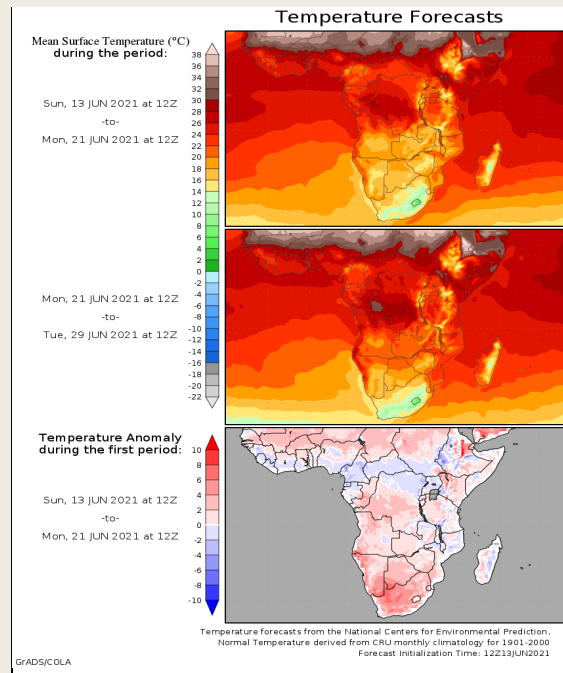 Temperature Forecasts
Mean Surface Temperature (°C)
during the period:
Sun, 13 JUN 2021 at 12Z
-to-
Mon, 21 JUN 2021 at 12Z
38
36
34
32
30
28
26
24
22
20
18
16
14
12
10
8
6
4
2
0
-2
-4
-6
-8
-10
-12
-14
-16
-18
-20
-22
Mon, 21 JUN 2021 at 12Z
-to-
Tue, 29 JUN 2021 at 12Z
Temperature Anomaly
during the first period:
Sun, 13 JUN 2021 at 12Z
-to-
Mon, 21 JUN 2021 at 12Z
10
8
6
4
2
0
-2
-4
-6
-8
-10
Temperature forecasts from the National Centers for Environmental Prediction.
Normal Temperature derived from CRU monthly climatology for 1901-2000
Forecast Initialization Time: 12Z13JUN2021
GrADS/COLA